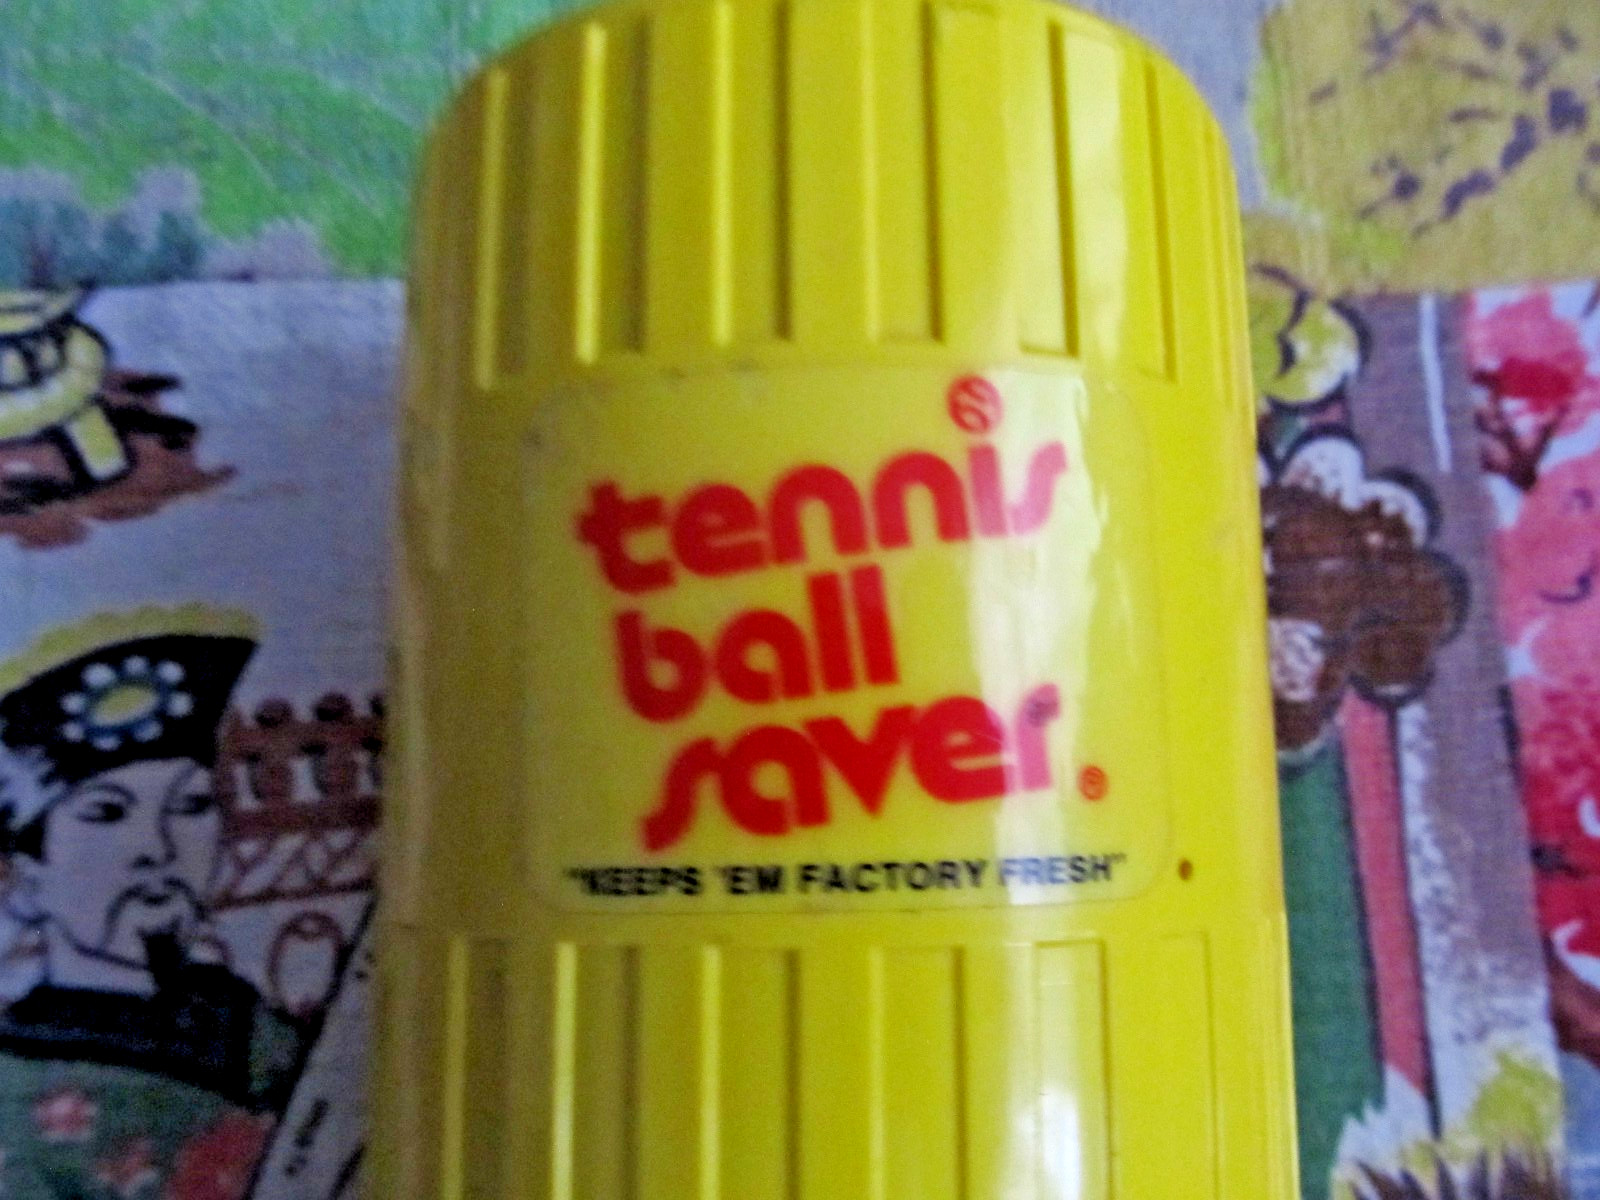 tennis
ball
saver®
"KEEPS 'EM FACTORY FRESH"